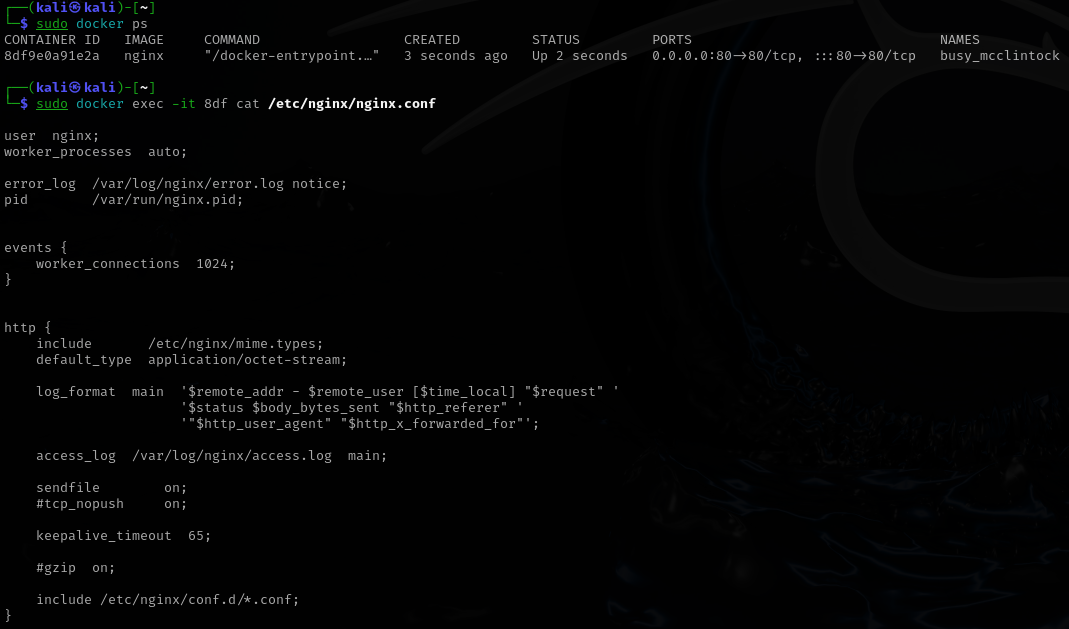 ┌──(kali㉿kali)-[~]
└─$ sudo docker ps
CONTAINER ID   IMAGE     COMMAND                  CREATED         STATUS         PORTS                               NAMES
8df9e0a91e2a   nginx     "/docker-entrypoint.…"   3 seconds ago   Up 2 seconds   0.0.0.0:80->80/tcp, :::80->80/tcp   busy_mcclintock

┌──(kali㉿kali)-[~]
└─$ sudo docker exec -it 8df cat /etc/nginx/nginx.conf

user  nginx;
worker_processes  auto;

error_log  /var/log/nginx/error.log notice;
pid        /var/run/nginx.pid;


events {
    worker_connections  1024;
}


http {
    include       /etc/nginx/mime.types;
    default_type  application/octet-stream;

    log_format  main  '$remote_addr - $remote_user [$time_local] "$request" '
                      '$status $body_bytes_sent "$http_referer" '
                      '"$http_user_agent" "$http_x_forwarded_for"';

    access_log  /var/log/nginx/access.log  main;

    sendfile        on;
    #tcp_nopush     on;

    keepalive_timeout  65;

    #gzip  on;

    include /etc/nginx/conf.d/*.conf;
}